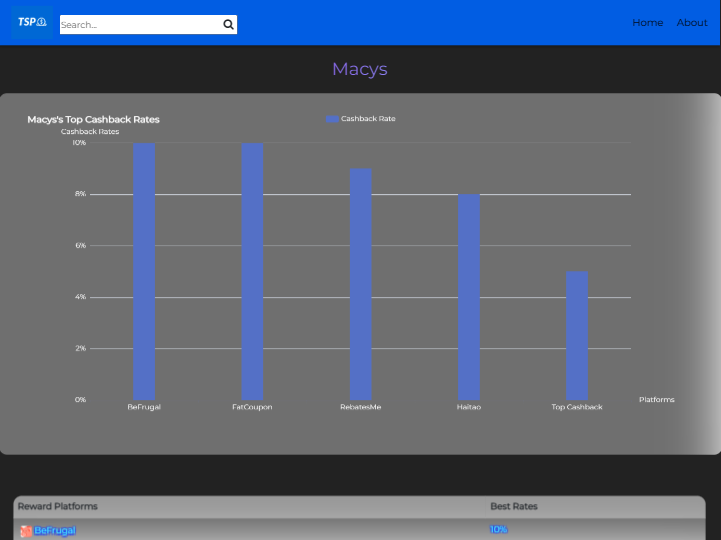 TSP
Search...
Home
About
Macys
Macys's Top Cashback Rates
Cashback Rate
Cashback Rates
10%
8%
6%
4%
2%
0%
BeFrugal
FatCoupon
RebatesMe
Haitao
Top Cashback
Platforms
Reward Platforms
Best Rates
BeFrugal
10%